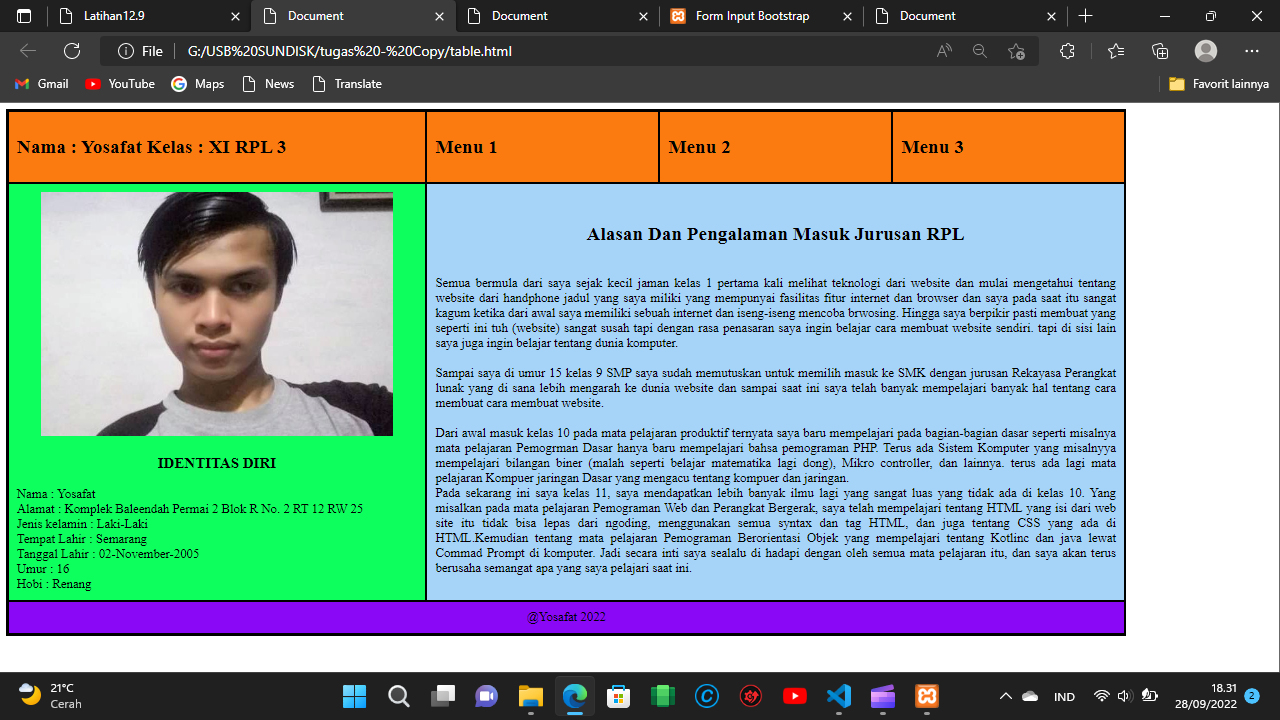 Latihan12.9
Document
Document
Form Input Bootstrap
Document
File
G:/USB%20SUNDISK/tugas%20-%20Copy/table.html
Gmail
YouTube
Maps
News
Translate
Favorit lainnya
Nama : Yosafat Kelas : XI RPL 3
Menu 1
Menu 2
Menu 3
IDENTITAS DIRI
Nama : Yosafat
Alamat : Komplek Baleendah Permai 2 Blok R No. 2 RT 12 RW 25
Jenis kelamin : Laki-Laki
Tempat Lahir : Semarang
Tanggal Lahir : 02-November-2005
Umur : 16
Hobi : Renang
Alasan Dan Pengalaman Masuk Jurusan RPL
Semua bermula dari saya sejak kecil jaman kelas 1 pertama kali melihat teknologi dari website dan mulai mengetahui tentang
website dari handphone jadul yang saya miliki yang mempunyai fasilitas fitur internet dan browser dan saya pada saat itu sangat
kagum ketika dari awal saya memiliki sebuah internet dan iseng-iseng mencoba brwosing. Hingga saya berpikir pasti membuat yang
seperti ini tuh (website) sangat susah tapi dengan rasa penasaran saya ingin belajar cara membuat website sendiri. tapi di sisi lain
saya juga ingin belajar tentang dunia komputer.
Sampai saya di umur 15 kelas 9 SMP saya sudah memutuskan untuk memilih masuk ke SMK dengan jurusan Rekayasa Perangkat
lunak yang di sana lebih mengarah ke dunia website dan sampai saat ini saya telah banyak mempelajari banyak hal tentang cara
membuat cara membuat website.
Dari awal masuk kelas 10 pada mata pelajaran produktif ternyata saya baru mempelajari pada bagian-bagian dasar seperti misalnya
mata pelajaran Pemogrman Dasar hanya baru mempelajari bahsa pemograman PHP. Terus ada Sistem Komputer yang misalnyya
mempelajari bilangan biner (malah seperti belajar matematika lagi dong), Mikro controller, dan lainnya. terus ada lagi mata
pelajaran Kompuer jaringan Dasar yang mengacu tentang kompuer dan jaringan.
Pada sekarang ini saya kelas 11, saya mendapatkan lebih banyak ilmu lagi yang sangat luas yang tidak ada di kelas 10. Yang
misalkan pada mata pelajaran Pemograman Web dan Perangkat Bergerak, saya telah mempelajari tentang HTML yang isi dari web
site itu tidak bisa lepas dari ngoding, menggunakan semua syntax dan tag HTML, dan juga tentang CSS yang ada di
HTML.Kemudian tentang mata pelajaran Pemograman Berorientasi Objek yang mempelajari tentang Kotlinc dan java lewat
Commad Prompt di komputer. Jadi secara inti saya sealalu di hadapi dengan oleh semua mata pelajaran itu, dan saya akan terus
berusaha semangat apa yang saya pelajari saat ini.
@Yosafat 2022
21°C
Cerah
IND
18.31
28/09/2022
2